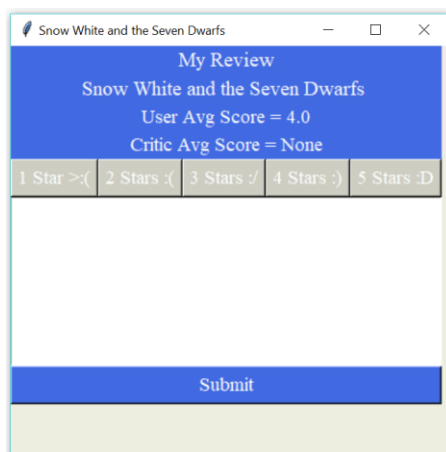 Snow White and the Seven Dwarfs
My Review
Snow White and the Seven Dwarfs
User Avg Score = 4.0
Critic Avg Score = None
1 Star >:( 2 Stars :( 3 Stars :/ 4 Stars :) 5 Stars :D
Submit